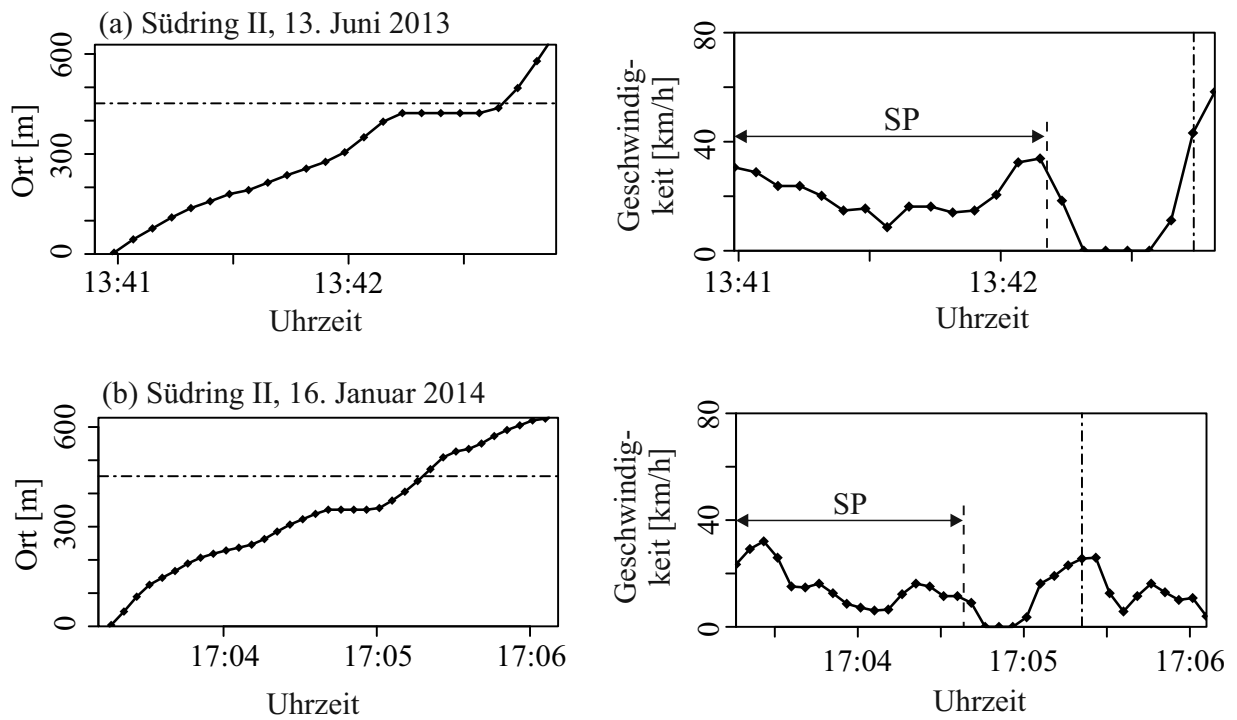 (a) Südring II, 13. Juni 2013
Ort [m]
0 300 600
13:41 13:42
Uhrzeit
Geschwindig-
keit [km/h]
0 40 80
SP
13:41 13:42
Uhrzeit
(b) Südring II, 16. Januar 2014
Ort [m]
0 300 600
17:04 17:05 17:06
Uhrzeit
Geschwindig-
keit [km/h]
0 40 80
SP
17:04 17:05 17:06
Uhrzeit